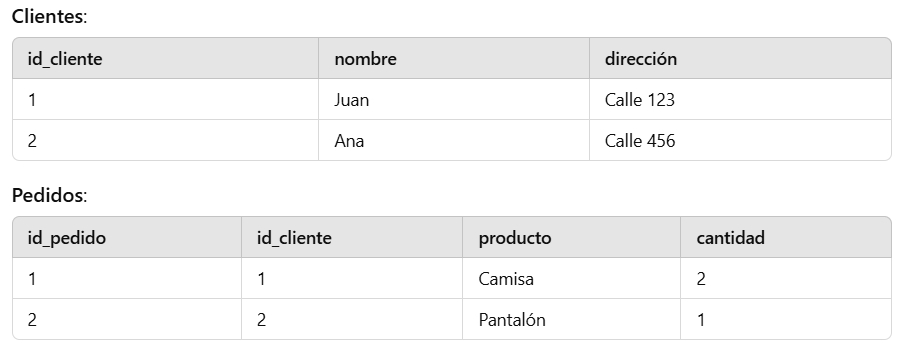 Clientes:
id_cliente nombre dirección
1 Juan Calle 123
2 Ana Calle 456
Pedidos:
id_pedido id_cliente producto cantidad
1 1 Camisa 2
2 2 Pantalón 1